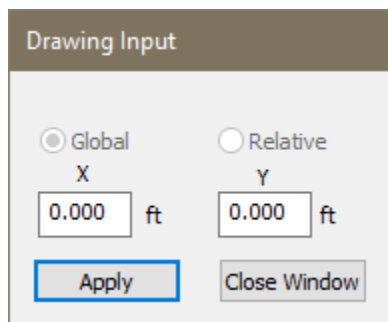 Drawing Input
Global Relative
X Y
0.000 ft 0.000 ft
Apply Close Window